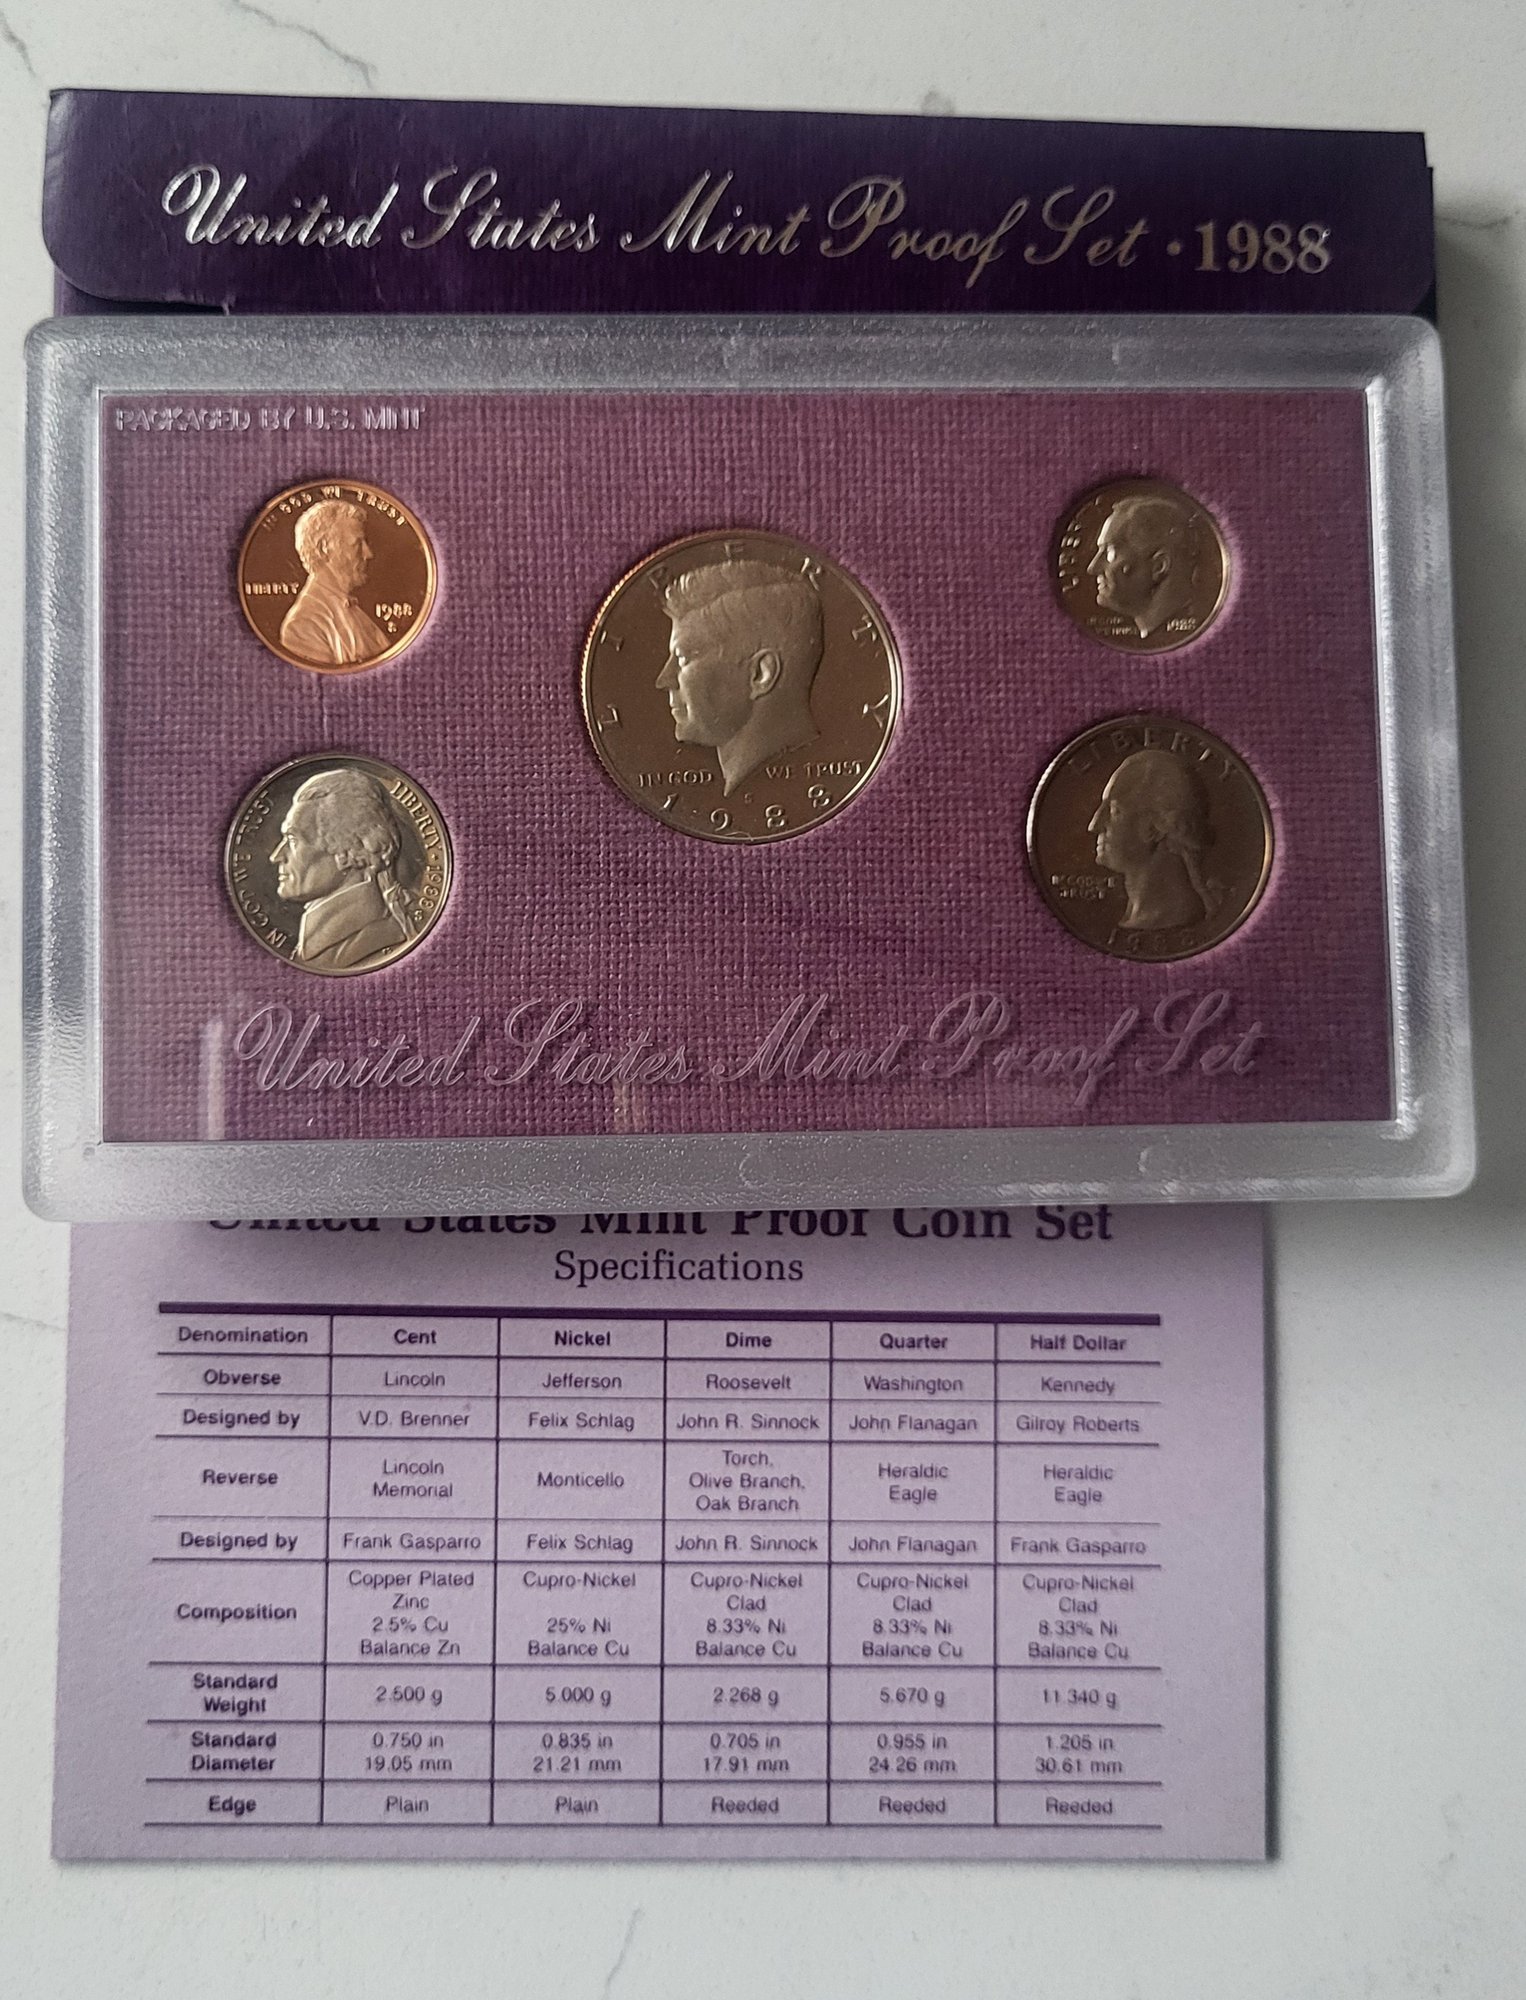 United States Mint Proof Set · 1988
PACKAGED BY U.S. MINT
IN GOD WE TRUST
LIBERTY
1988
S
LIBERTY
IN GOD WE TRUST
S
1988
LIBERTY
IN GOD
WE TRUST
1988
IN GOD WE TRUST
LIBERTY · 1988
S
LIBERTY
IN GOD WE
TRUST
1988
United States Mint Proof Set
United States Mint Proof Coin Set
Specifications
Denomination Cent Nickel Dime Quarter Half Dollar
Obverse Lincoln Jefferson Roosevelt Washington Kennedy
Designed by V.D. Brenner Felix Schlag John R. Sinnock John Flanagan Gilroy Roberts
Reverse Lincoln Memorial Monticello Torch, Olive Branch, Oak Branch Heraldic Eagle Heraldic Eagle
Designed by Frank Gasparro Felix Schlag John R. Sinnock John Flanagan Frank Gasparro
Composition Copper Plated Zinc 2.5% Cu Balance Zn Cupro-Nickel 25% Ni Balance Cu Cupro-Nickel Clad 8.33% Ni Balance Cu Cupro-Nickel Clad 8.33% Ni Balance Cu Cupro-Nickel Clad 8.33% Ni Balance Cu
Standard Weight 2.500 g 5.000 g 2.268 g 5.670 g 11.340 g
Standard Diameter 0.750 in 19.05 mm 0.835 in 21.21 mm 0.705 in 17.91 mm 0.955 in 24.26 mm 1.205 in 30.61 mm
Edge Plain Plain Reeded Reeded Reeded